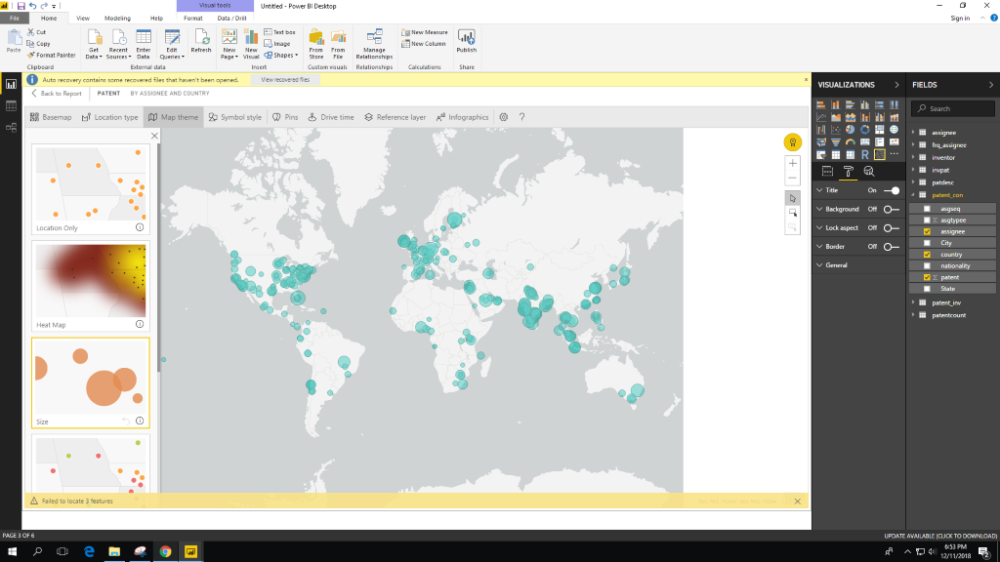 Visual tools
Untitled - Power BI Desktop
File
Home
View
Modeling
Help
Format
Data / Drill
Sign in
Paste
Cut
Copy
Format Painter
Clipboard
Get Data
Recent Sources
Enter Data
Edit Queries
Refresh
External data
New Page
New Visual
Text box
Image
Shapes
Insert
From Store
From File
Custom visuals
Manage Relationships
Relationships
New Measure
New Column
Calculations
Publish
Share
Auto recovery contains some recovered files that haven't been opened.
View recovered files
Back to Report
PATENT
BY ASSIGNEE AND COUNTRY
Basemap
Location type
Map theme
Symbol style
Pins
Drive time
Reference layer
Infographics
?
Location Only
Heat Map
Size
Failed to locate 3 features
VISUALIZATIONS
R
Title On
Background Off
Lock aspect Off
Border Off
General
FIELDS
Search
assignee
frq_assignee
inventor
invpat
patdesc
patent_con
asgseq
Σ asgtypee
assignee
City
country
nationality
Σ patent
State
patent_inv
patentcount
PAGE 3 OF 6
UPDATE AVAILABLE (CLICK TO DOWNLOAD)
6:53 PM
12/11/2018
2